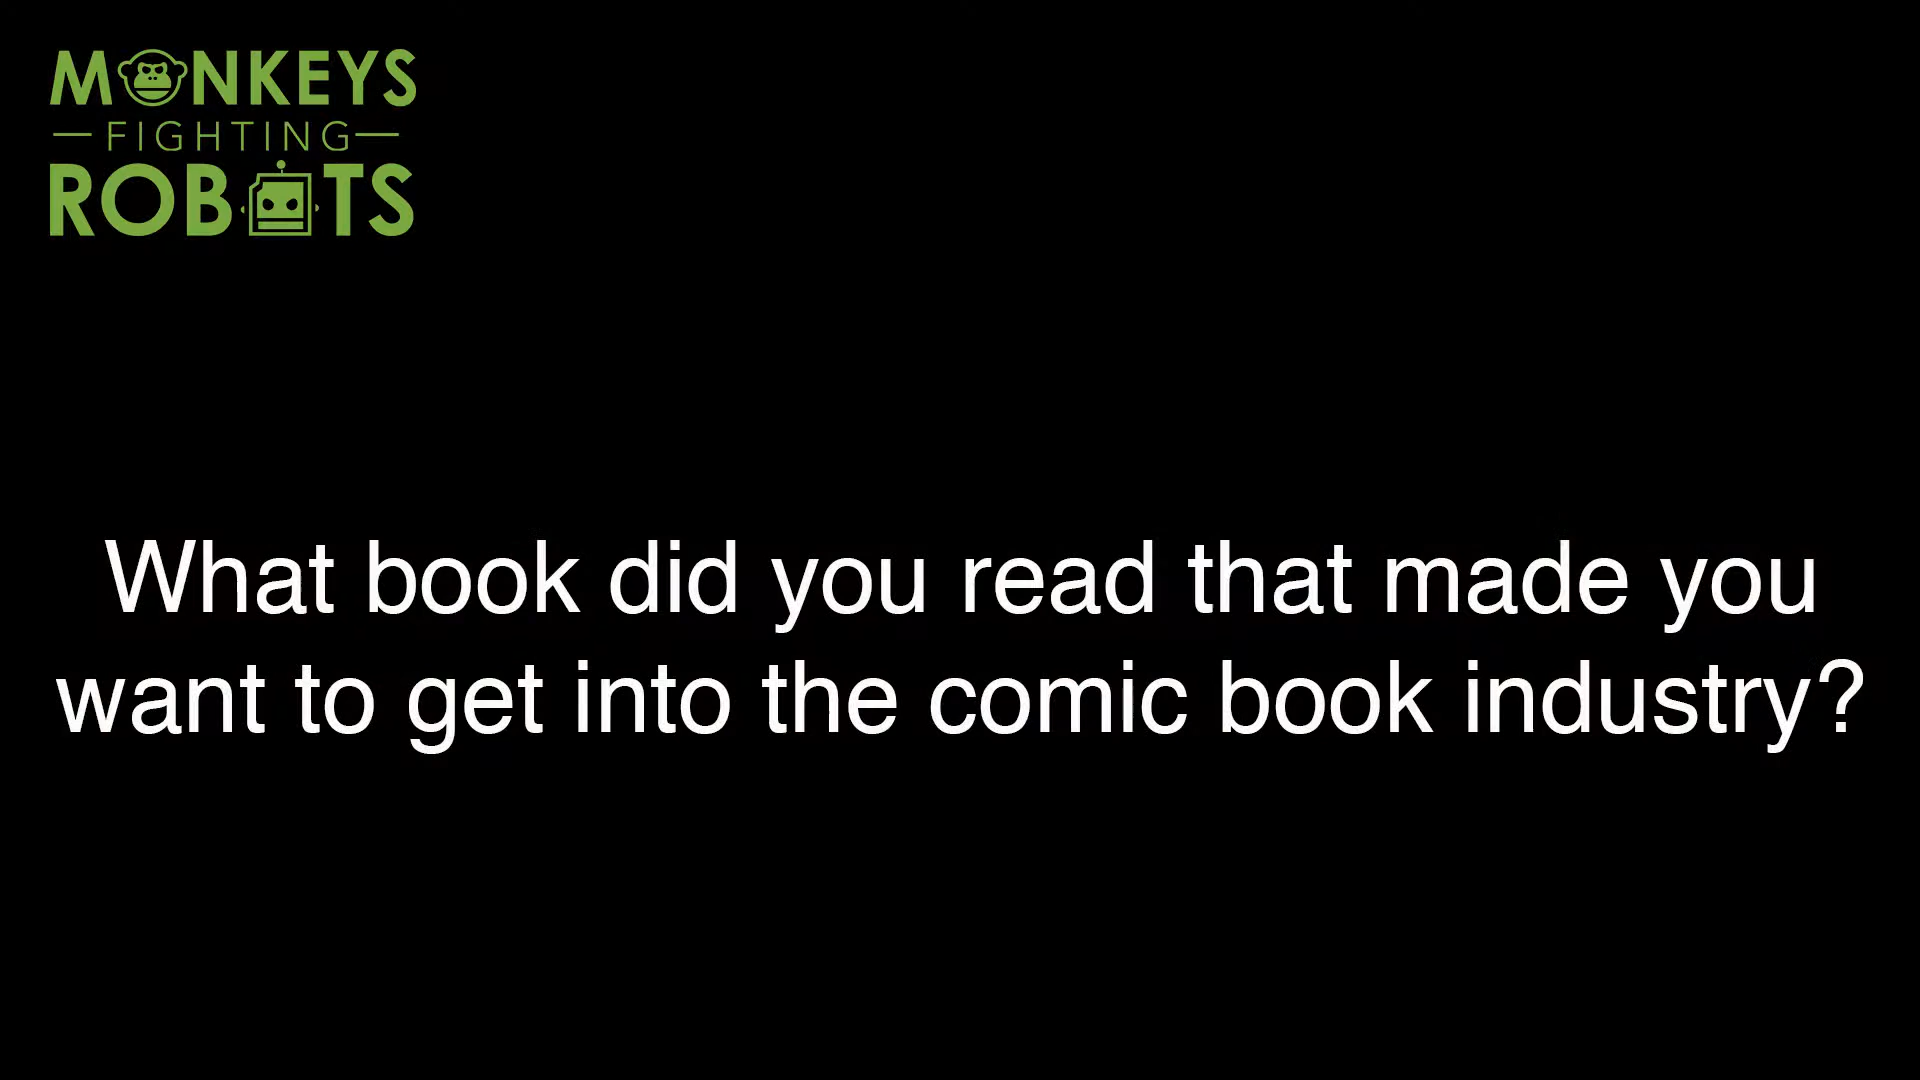 MONKEYS
FIGHTING
ROBOTS
What book did you read that made you
want to get into the comic book industry?